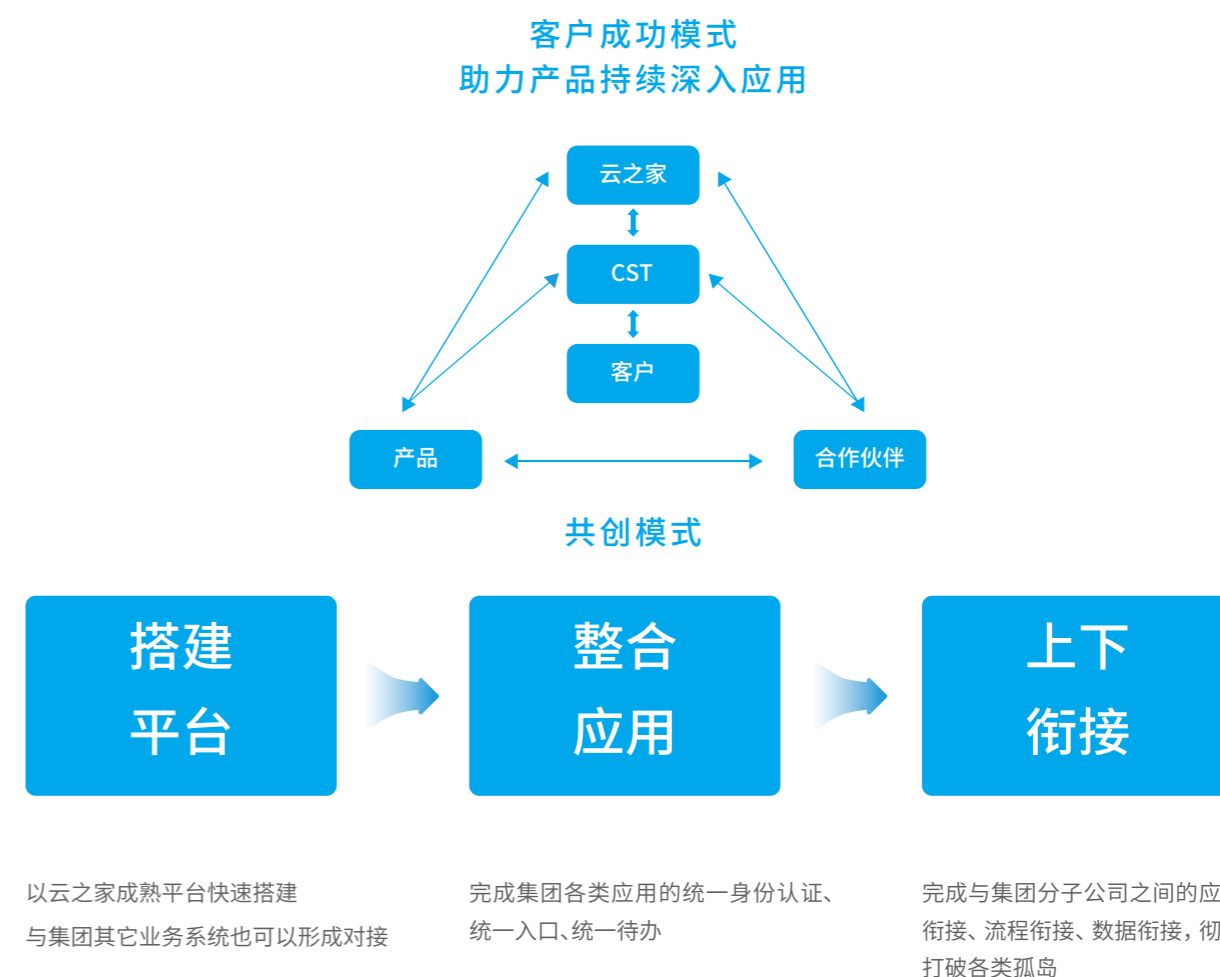 客户成功模式
助力产品持续深入应用
云之家
CST
客户
产品
合作伙伴
共创模式
搭建
平台
整合
应用
上下
衔接
以云之家成熟平台快速搭建
与集团其它业务系统也可以形成对接
完成集团各类应用的统一身份认证、
统一入口、统一待办
完成与集团分子公司之间的应
衔接、流程衔接、数据衔接，彻
打破各类孤岛